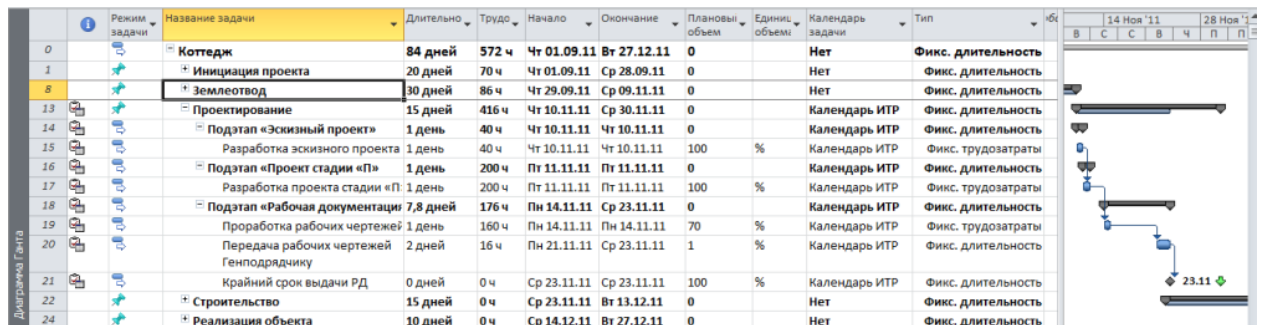 Режим задачи Название задачи Длительно Трудо Начало Окончание Плановый объем Единиц объема Календарь задачи Тип 14 Ноя '11 28 Ноя '1
В С С В Ч П П
0 Коттедж 84 дней 572 ч Чт 01.09.11 Вт 27.12.11 0 Нет Фикс. длительность
1 Инициация проекта 20 дней 70 ч Чт 01.09.11 Ср 28.09.11 0 Нет Фикс. длительность
8 Землеотвод 30 дней 86 ч Чт 29.09.11 Ср 09.11.11 0 Нет Фикс. длительность
13 Проектирование 15 дней 416 ч Чт 10.11.11 Ср 30.11.11 0 Календарь ИТР Фикс. длительность
14 Подэтап «Эскизный проект» 1 день 40 ч Чт 10.11.11 Чт 10.11.11 0 Календарь ИТР Фикс. длительность
15 Разработка эскизного проекта 1 день 40 ч Чт 10.11.11 Чт 10.11.11 100 % Календарь ИТР Фикс. трудозатраты
16 Подэтап «Проект стадии «П» 1 день 200 ч Пт 11.11.11 Пт 11.11.11 0 Календарь ИТР Фикс. длительность
17 Разработка проекта стадии «П 1 день 200 ч Пт 11.11.11 Пт 11.11.11 100 % Календарь ИТР Фикс. трудозатраты
18 Подэтап «Рабочая документация 7,8 дней 176 ч Пн 14.11.11 Ср 23.11.11 0 Календарь ИТР Фикс. длительность
19 Проработка рабочих чертежей 1 день 160 ч Пн 14.11.11 Пн 14.11.11 70 % Календарь ИТР Фикс. трудозатраты
20 Передача рабочих чертежей 2 дней 16 ч Пн 21.11.11 Ср 23.11.11 1 % Календарь ИТР Фикс. длительность
Генподрядчику
21 Крайний срок выдачи РД 0 дней 0 ч Ср 23.11.11 Ср 23.11.11 100 % Календарь ИТР Фикс. длительность 23.11
22 Строительство 15 дней 0 ч Ср 23.11.11 Вт 13.12.11 0 Нет Фикс. длительность
24 Реализация объекта 10 дней 0 ч Ср 14.12.11 Вт 27.12.11 0 Нет Фикс. длительность
Диаграмма Ганта